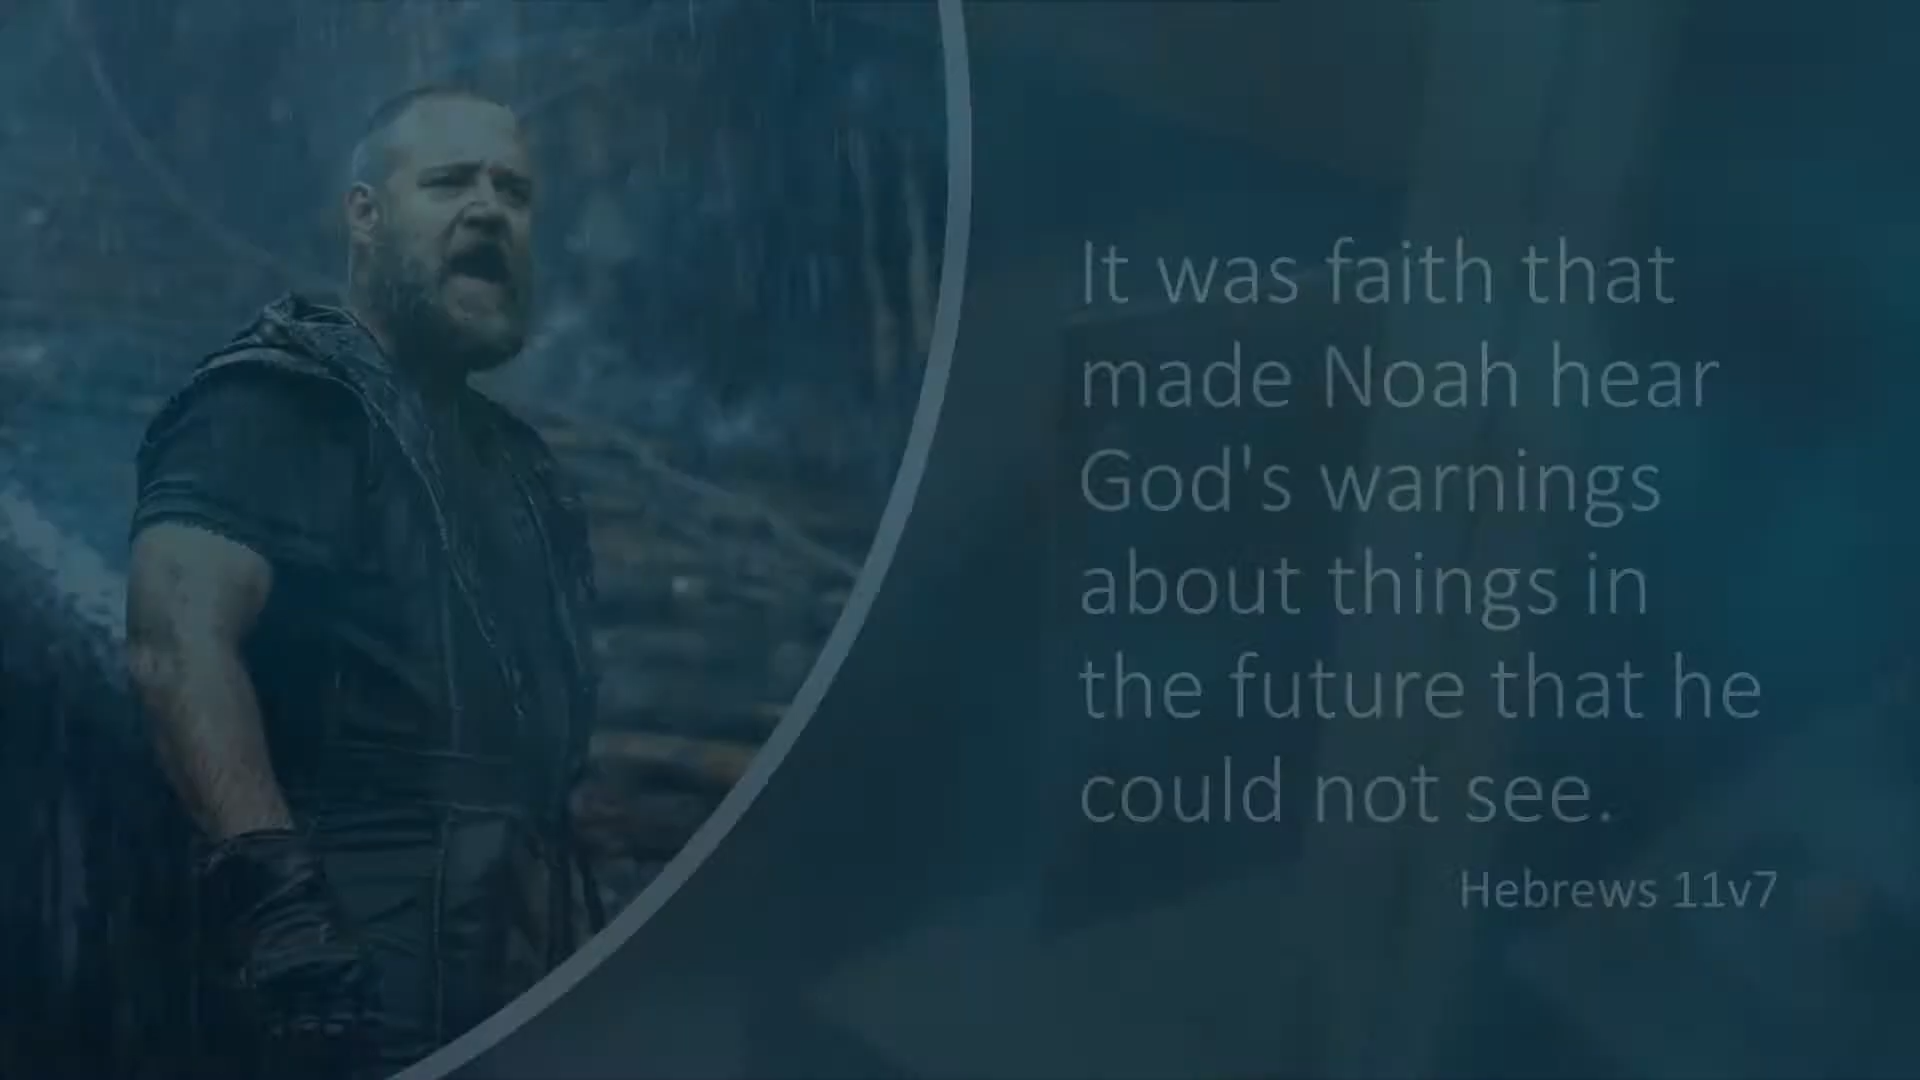 It was faith that
made Noah hear
God's warnings
about things in
the future that he
could not see.
Hebrews 11v7